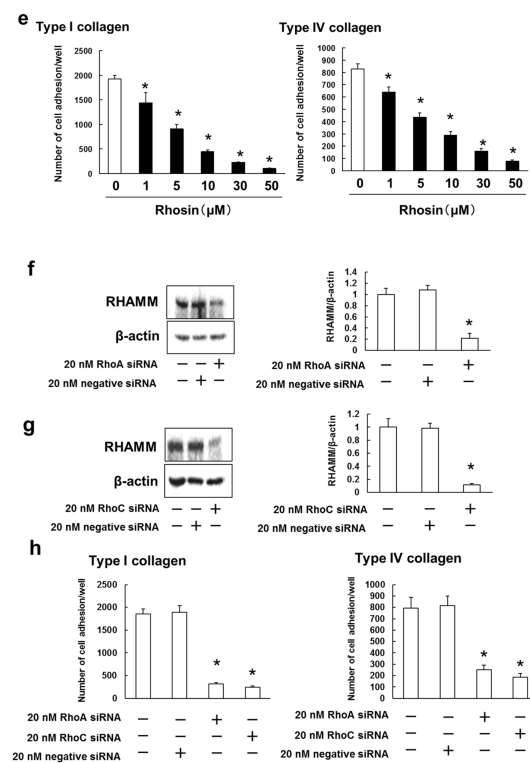 e
Type I collagen
Number of cell adhesion/well
2500
2000
1500
1000
500
0
*
*
*
*
*
0 1 5 10 30 50
Rhosin (μM)
Type IV collagen
Number of cell adhesion/well
1000
900
800
700
600
500
400
300
200
100
0
*
*
*
*
*
0 1 5 10 30 50
Rhosin (μM)
f
RHAMM
β-actin
20 nM RhoA siRNA − − +
20 nM negative siRNA − + −
RHAMM/β-actin
1.4
1.2
1
0.8
0.6
0.4
0.2
0
*
− − +
− + −
g
RHAMM
β-actin
20 nM RhoC siRNA − − +
20 nM negative siRNA − + −
RHAMM/β-actin
1.2
1
0.8
0.6
0.4
0.2
0
*
− − +
− + −
h
Type I collagen
Number of cell adhesion/well
2500
2000
1500
1000
500
0
* *
20 nM RhoA siRNA − − + −
20 nM RhoC siRNA − − − +
20 nM negative siRNA − + − −
Type IV collagen
Number of cell adhesion/well
1000
900
800
700
600
500
400
300
200
100
0
* *
20 nM RhoA siRNA − − + −
20 nM RhoC siRNA − − − +
20 nM negative siRNA − + − −